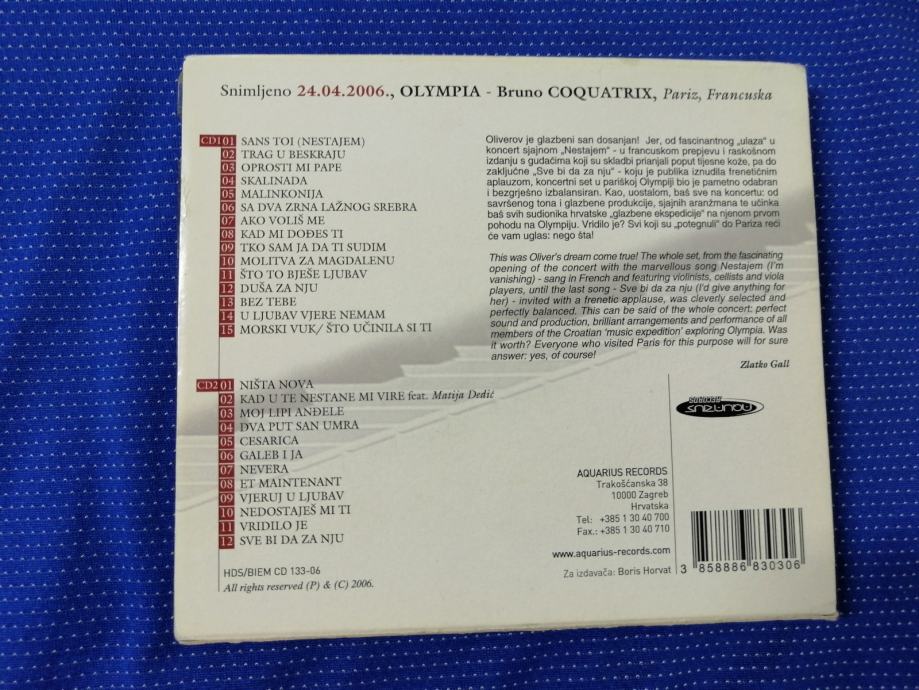 Snimljeno 24.04.2006., OLYMPIA - Bruno COQUATRIX, Pariz, Francuska
CD1 01 SANS TOI (NESTAJEM)
02 TRAG U BESKRAJU
03 OPROSTI MI PAPE
04 SKALINADA
05 MALINKONIJA
06 SA DVA ZRNA LAŽNOG SREBRA
07 AKO VOLIŠ ME
08 KAD MI DOĐES TI
09 TKO SAM JA DA TI SUDIM
10 MOLITVA ZA MAGDALENU
11 ŠTO TO BJEŠE LJUBAV
12 DUŠA ZA NJU
13 BEZ TEBE
14 U LJUBAV VJERE NEMAM
15 MORSKI VUK/ ŠTO UČINILA SI TI
CD2 01 NIŠTA NOVA
02 KAD U TE NESTANE MI VIRE feat. Matija Dedić
03 MOJ LIPI ANĐELE
04 DVA PUT SAN UMRA
05 CESARICA
06 GALEB I JA
07 NEVERA
08 ET MAINTENANT
09 VJERUJ U LJUBAV
10 NEDOSTAJEŠ MI TI
11 VRIDILO JE
12 SVE BI DA ZA NJU
HDS/BIEM CD 133-06
All rights reserved (P) & (C) 2006.
Oliverov je glazbeni san dosanjan! Jer, od fascinantnog „ulaza" u
koncert sjajnom „Nestajem" - u francuskom prepjevu i raskošnom
izdanju s gudačima koji su skladbi prianjali poput tijesne kože, pa do
zaključne „Sve bi da za nju" - koju je publika iznudila frenetičnim
aplauzom, koncertni set u pariškoj Olympiji bio je pametno odabran
i bezgrješno izbalansiran. Kao, uostalom, baš sve na koncertu: od
savršenog tona i glazbene produkcije, sjajnih aranžmana te učinka
baš svih sudionika hrvatske „glazbene ekspedicije" na njenom prvom
pohodu na Olympiju. Vridilo je? Svi koji su „potegnuli" do Pariza reći
će vam uglas: nego šta!
This was Oliver's dream come true! The whole set, from the fascinating
opening of the concert with the marvellous song Nestajem (I'm
vanishing) - sang in French and featuring violinists, cellists and viola
players, until the last song - Sve bi da za nju (I'd give anything for
her) - invited with a frenetic applause, was cleverly selected and
perfectly balanced. This can be said of the whole concert: perfect
sound and production, brilliant arrangements and performance of all
members of the Croatian 'music expedition' exploring Olympia. Was
it worth? Everyone who visited Paris for this purpose will for sure
answer: yes, of course!
Zlatko Gall
AQUARIUS RECORDS
Trakošćanska 38
10000 Zagreb
Hrvatska
Tel: +385 1 30 40 700
Fax.: +385 1 30 40 710
www.aquarius-records.com
Za izdavača: Boris Horvat
3 858886 830306